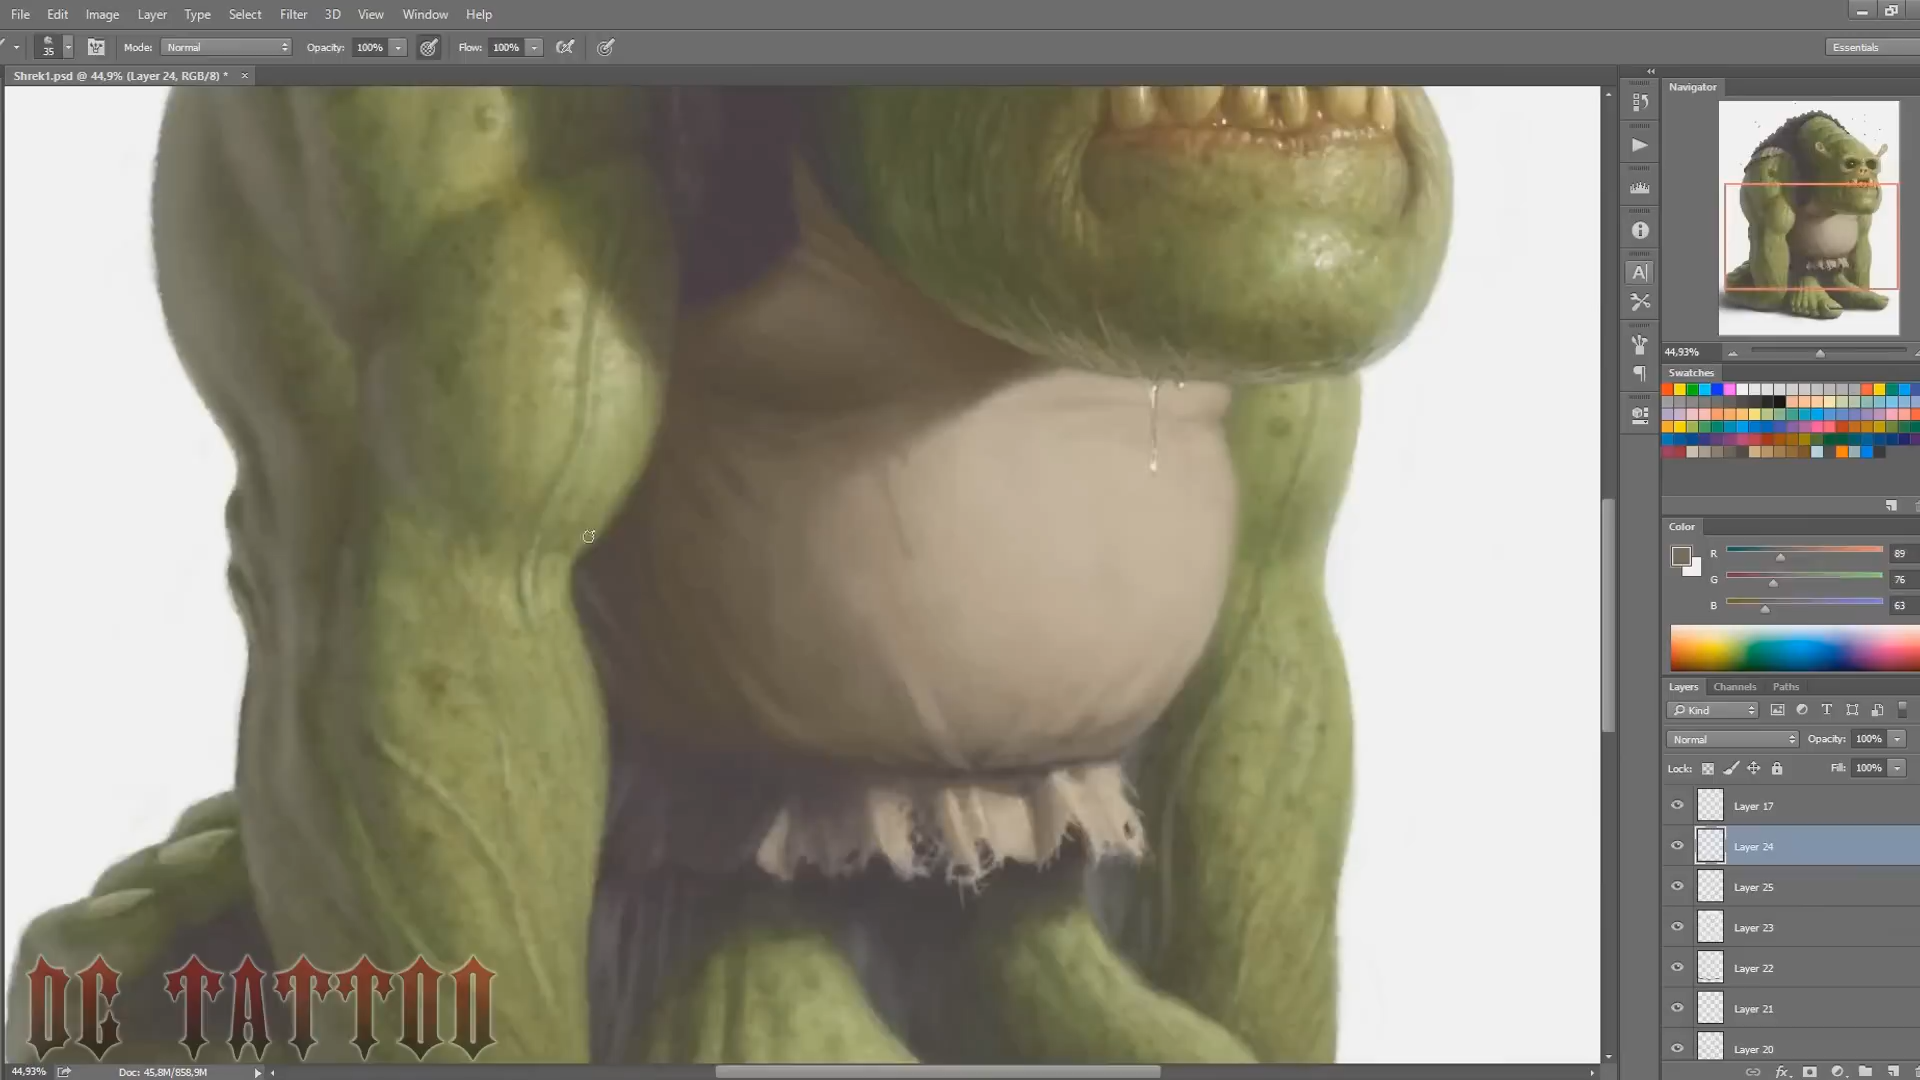 File Edit Image Layer Type Select Filter 3D View Window Help
35 Mode: Normal Opacity: 100% Flow: 100% Essentials
Shrek1.psd @ 44,9% (Layer 24, RGB/8) * ×
Navigator
44,93%
Swatches
Color
R 89
G 76
B 63
Layers Channels Paths
Kind
Normal Opacity: 100%
Lock: Fill: 100%
Layer 17
Layer 24
Layer 25
Layer 23
Layer 22
Layer 21
Layer 20
DE TATTOO
44,93% Doc: 45,8M/858,9M